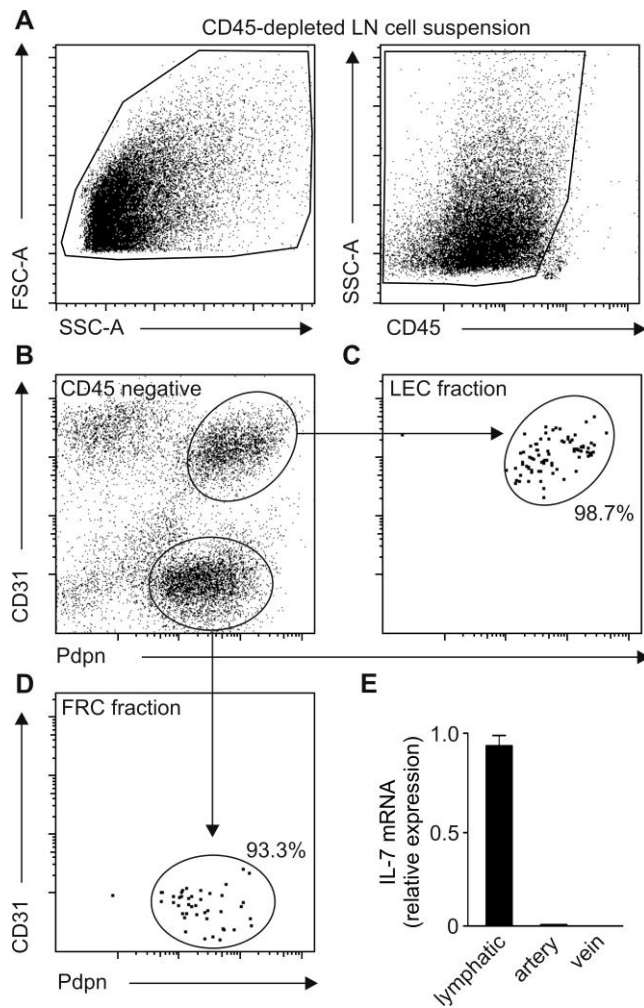 A
CD45-depleted LN cell suspension
FSC-A
SSC-A
SSC-A
CD45
B
CD45 negative
CD31
Pdpn
C
LEC fraction
98.7%
D
FRC fraction
93.3%
CD31
Pdpn
E
IL-7 mRNA
(relative expression)
1.0
0.5
0
lymphatic
artery
vein